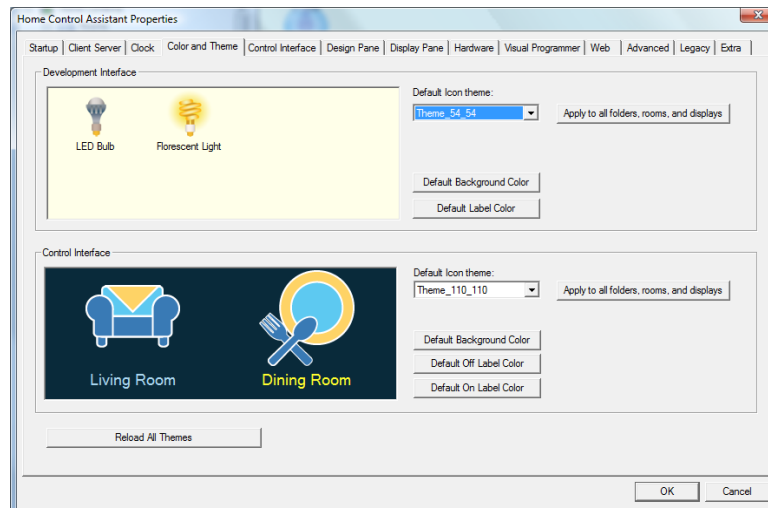 Home Control Assistant Properties
Startup Client Server Clock Color and Theme Control Interface Design Pane Display Pane Hardware Visual Programmer Web Advanced Legacy Extra
Development Interface
LED Bulb Florescent Light
Default Icon theme:
Theme_54_54 Apply to all folders, rooms, and displays
Default Background Color
Default Label Color
Control Interface
Living Room Dining Room
Default Icon theme:
Theme_110_110 Apply to all folders, rooms, and displays
Default Background Color
Default Off Label Color
Default On Label Color
Reload All Themes
OK Cancel